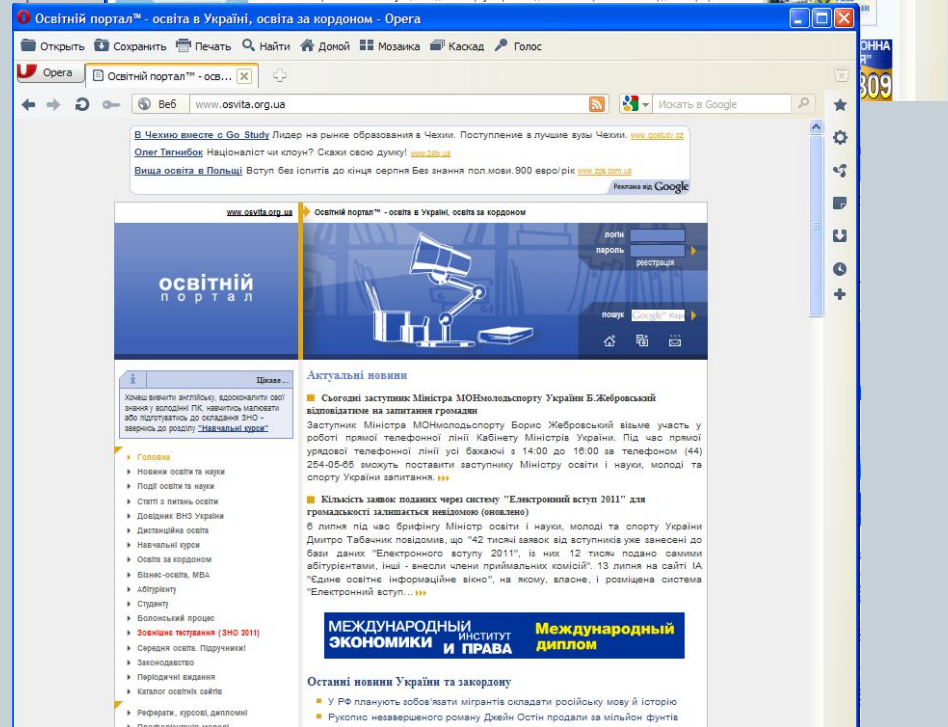 Освітній портал™ - освіта в Україні, освіта за кордоном - Opera
Открыть Сохранить Печать Найти Домой Мозаика Каскад Голос
Opera Освітній портал™ - осв...
Веб www.osvita.org.ua Искать в Google
В Чехию вместе с Go Study Лидер на рынке образования в Чехии. Поступление в лучшие вузы Чехии. www.gostudy.cz
Олег Тягнибок Націоналіст чи клоун? Скажи свою думку! www.24tv.ua
Вища освіта в Польщі Вступ без іспитів до кінця серпня Без знання пол.мови.900 евро/рік www.zpk.com.ua
Реклама від Google
www.osvita.org.ua Освітній портал™ - освіта в Україні, освіта за кордоном
логін
пароль
реєстрація
освітній
портал
пошук Google™
Цікаве...
Хочеш вивчити англійську, вдосконалити свої
знання у володінні ПК, навчитись малювати
або підготуватись до складання ЗНО -
звернись до розділу "Навчальні курси"
Головна
Новини освіти та науки
Події освіти та науки
Статті з питань освіти
Довідник ВНЗ України
Дистанційна освіта
Навчальні курси
Освіта за кордоном
Бізнес-освіта, МВА
Абітурієнту
Студенту
Болонський процес
Зовнішнє тестування (ЗНО 2011)
Середня освіта. Підручники!
Законодавство
Періодичні видання
Каталог освітніх сайтів
Реферати, курсові, дипломні
Актуальні новини
Сьогодні заступник Міністра МОНмолодьспорту України Б.Жебровський
відповідатиме на запитання громадян
Заступник Міністра МОНмолодьспорту Борис Жебровський візьме участь у
роботі прямої телефонної лінії Кабінету Міністрів України. Під час прямої
урядової телефонної лінії усі бажаючі з 14:00 до 16:00 за телефоном (44)
254-05-65 зможуть поставити заступнику Міністру освіти і науки, молоді та
спорту України запитання.
Кількість заявок поданих через систему "Електронний вступ 2011" для
громадськості залишається невідомою (оновлено)
6 липня під час брифінгу Міністр освіти і науки, молоді та спорту України
Дмитро Табачник повідомив, що "42 тисячі заявок від вступників уже занесені до
бази даних "Електронного вступу 2011", із них 12 тисяч подано самими
абітурієнтами, інші - внесли члени приймальних комісій". 13 липня на сайті ІА
"Єдине освітнє інформаційне вікно", на якому, власне, і розміщена система
"Електронний вступ...
МЕЖДУНАРОДНЫЙ
ИНСТИТУТ
ЭКОНОМИКИ И ПРАВА
Международный
диплом
Останні новини України та закордону
У РФ планують зобов'язати мігрантів складати російську мову й історію
Рукопис незавершеного роману Джейн Остін продали за мільйон фунтів
309